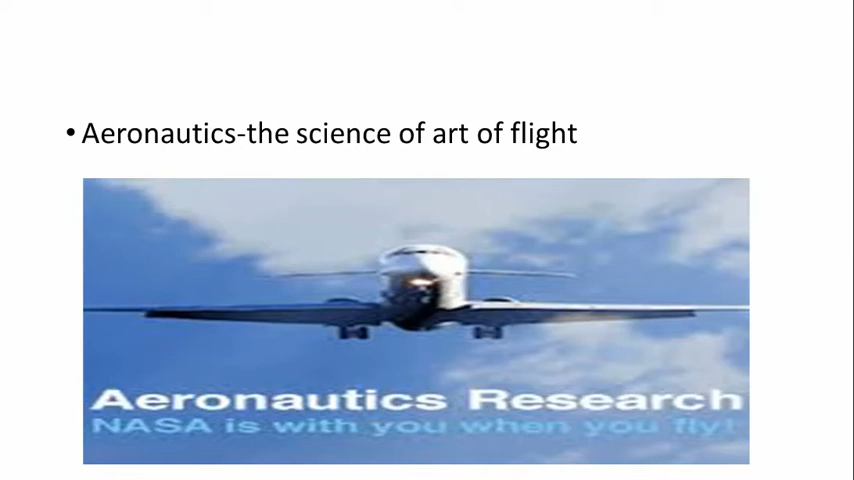 • Aeronautics-the science of art of flight
Aeronautics Research
NASA is with you when you fly!